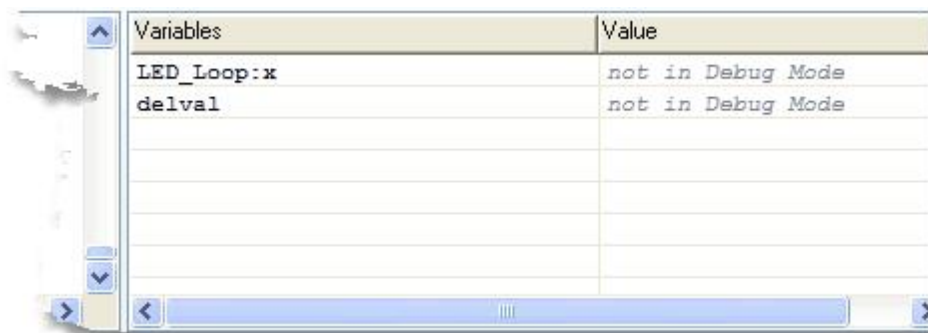 Variables Value
LED_Loop:x not in Debug Mode
delval not in Debug Mode